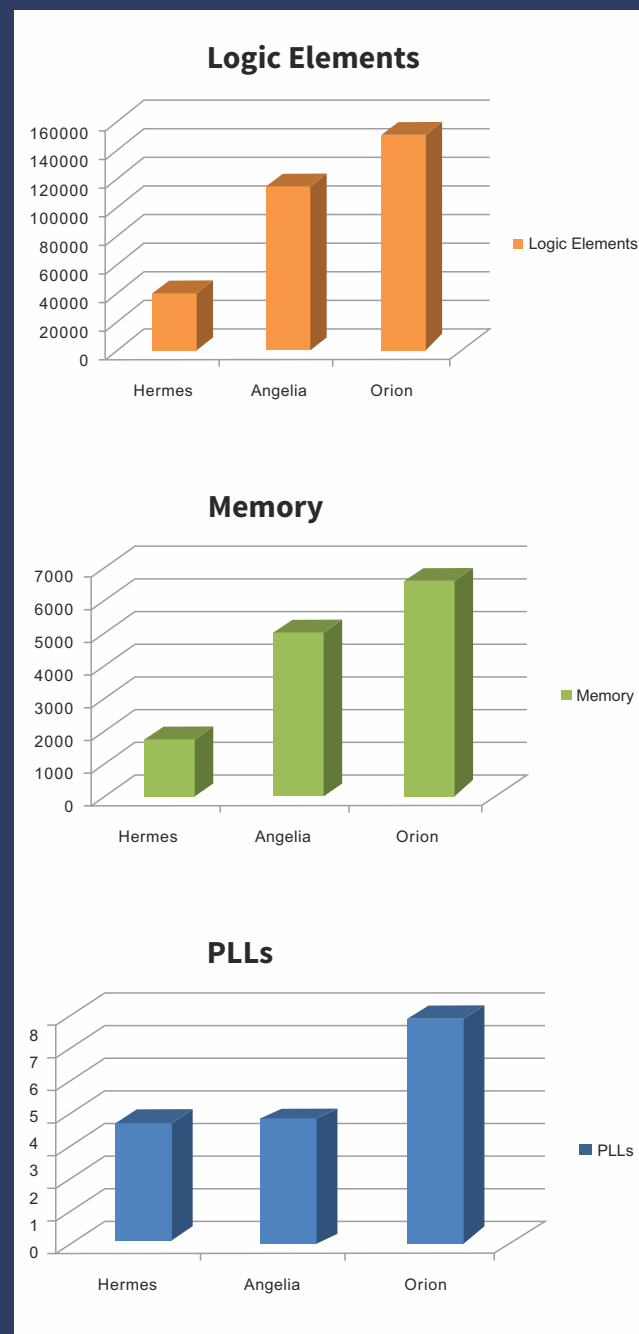 Logic Elements
160000
140000
120000
100000
80000
60000
40000
20000
0
Logic Elements
Hermes Angelia Orion
Memory
7000
6000
5000
4000
3000
2000
1000
0
Memory
Hermes Angelia Orion
PLLs
8
7
6
5
4
3
2
1
0
PLLs
Hermes Angelia Orion